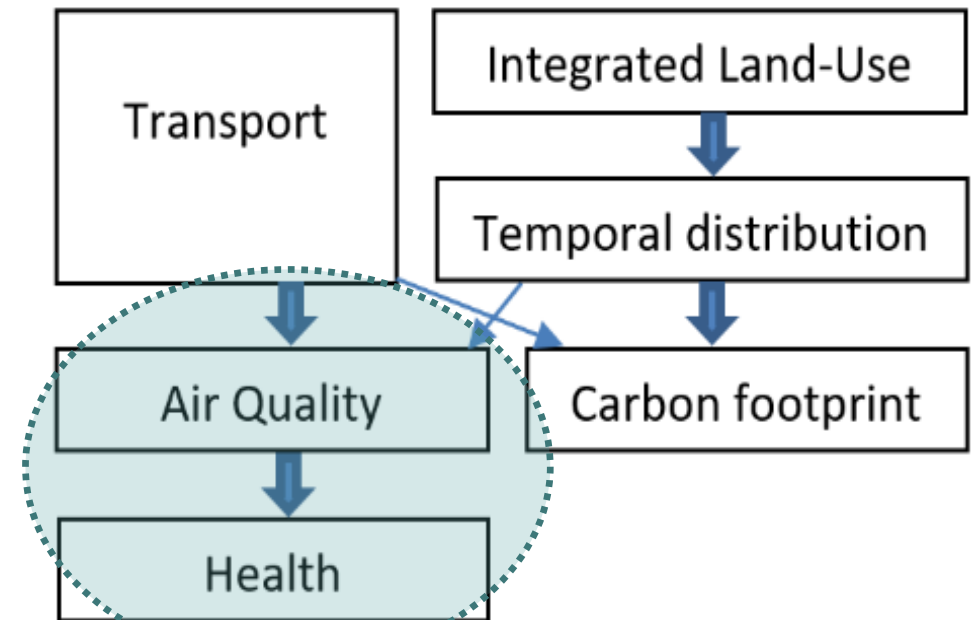 Transport
Integrated Land-Use
Temporal distribution
Air Quality
Carbon footprint
Health